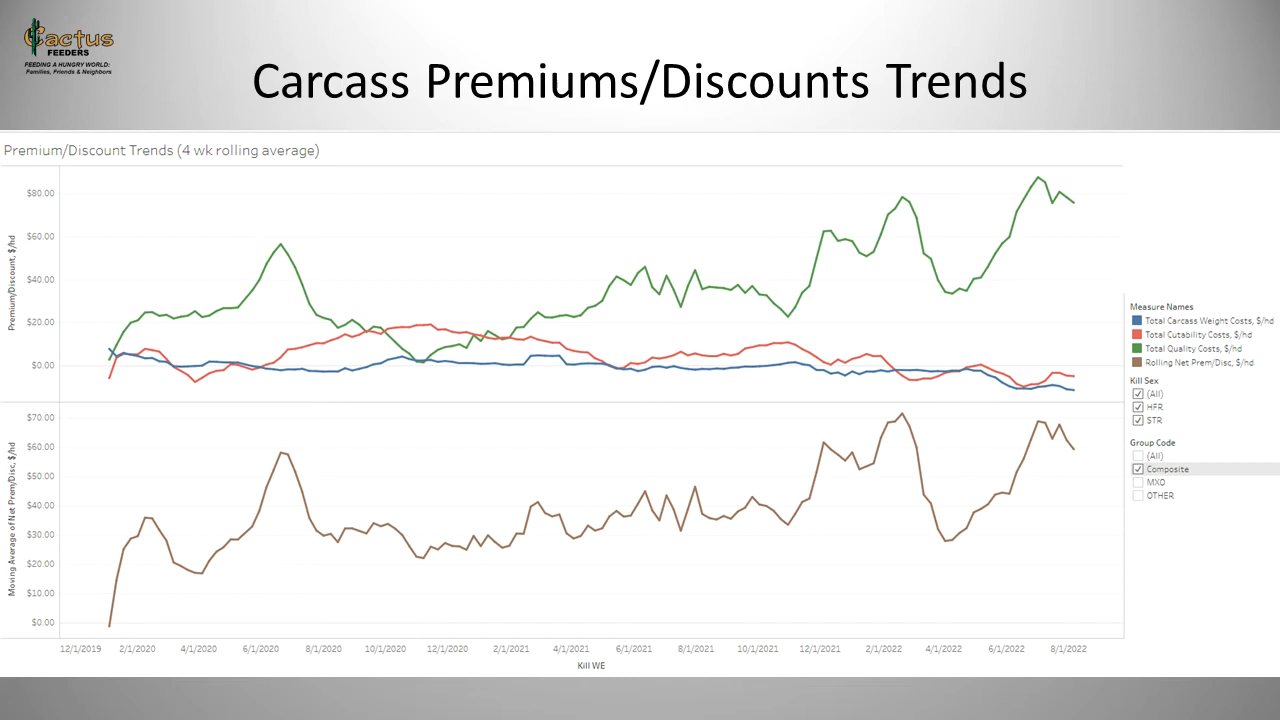 Cactus
FEEDERS
FEEDING A HUNGRY WORLD:
Families, Friends & Neighbors
Carcass Premiums/Discounts Trends
Premium/Discount Trends (4 wk rolling average)
Premium/Discount, $/hd
$80.00
$60.00
$40.00
$20.00
$0.00
Moving Average of Net Prem/Disc, $/hd
$70.00
$60.00
$50.00
$40.00
$30.00
$20.00
$10.00
$0.00
12/1/2019 2/1/2020 4/1/2020 6/1/2020 8/1/2020 10/1/2020 12/1/2020 2/1/2021 4/1/2021 6/1/2021 8/1/2021 10/1/2021 12/1/2021 2/1/2022 4/1/2022 6/1/2022 8/1/2022
Kill WE
Measure Names
Total Carcass Weight Costs, $/hd
Total Cutability Costs, $/hd
Total Quality Costs, $/hd
Rolling Net Prem/Disc, $/hd
Kill Sex
(All)
HFR
STR
Group Code
(All)
Composite
MXO
OTHER